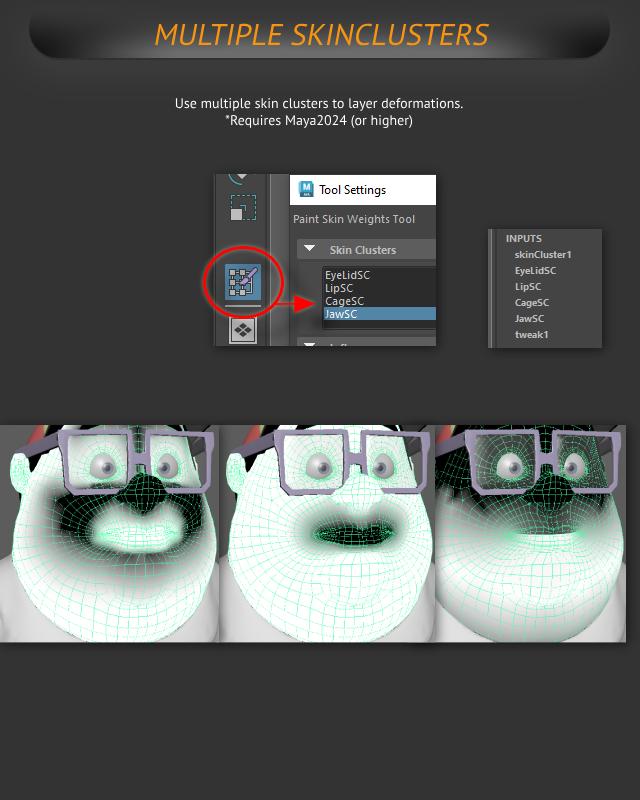 MULTIPLE SKINCLUSTERS
Use multiple skin clusters to layer deformations.
*Requires Maya2024 (or higher)
Tool Settings
Paint Skin Weights Tool
Skin Clusters
EyeLidSC
LipSC
CageSC
JawSC
INPUTS
skinCluster1
EyeLidSC
LipSC
CageSC
JawSC
tweak1